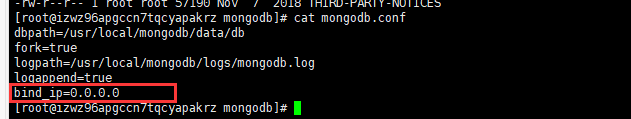 -rw-r--r-- 1 root root 57190 Nov  7  2018 THIRD-PARTY-NOTICES
[root@izwz96apgccn7tqcyapakrz mongodb]# cat mongodb.conf
dbpath=/usr/local/mongodb/data/db
fork=true
logpath=/usr/local/mongodb/logs/mongodb.log
logappend=true
bind_ip=0.0.0.0
[root@izwz96apgccn7tqcyapakrz mongodb]#